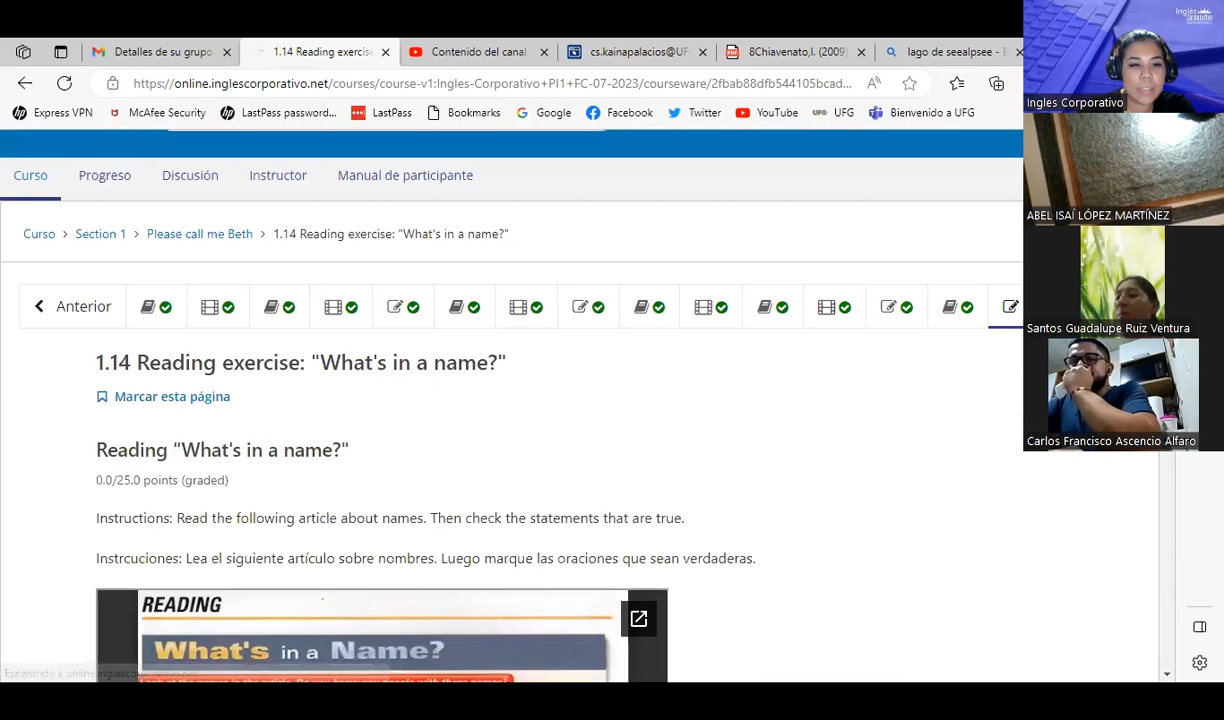 Detalles de su grupo
1.14 Reading exercise
Contenido del canal
cs.kainapalacios@UF
8Chiavenato,I. (2009)
lago de seealpsee - B
https://online.inglescorporativo.net/courses/course-v1:Ingles-Corporativo+PI1+FC-07-2023/courseware/2fbab88dfb544105bcad...
Express VPN
McAfee Security
LastPass password...
LastPass
Bookmarks
Google
Facebook
Twitter
YouTube
UFG
Bienvenido a UFG
Curso
Progreso
Discusión
Instructor
Manual de participante
Curso > Section 1 > Please call me Beth > 1.14 Reading exercise: "What's in a name?"
Anterior
1.14 Reading exercise: "What's in a name?"
Marcar esta página
Reading "What's in a name?"
0.0/25.0 points (graded)
Instructions: Read the following article about names. Then check the statements that are true.
Instrcuciones: Lea el siguiente artículo sobre nombres. Luego marque las oraciones que sean verdaderas.
READING
What's in a Name?
Inglés
Ingles Corporativo
ABEL ISAÍ LÓPEZ MARTÍNEZ
Santos Guadalupe Ruiz Ventura
Carlos Francisco Ascencio Alfaro